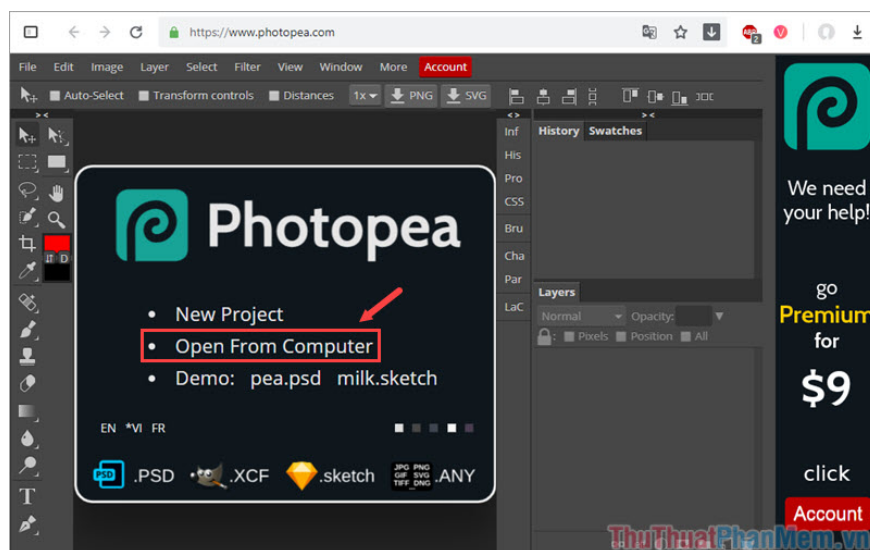 https://www.photopea.com
ABP
2
File Edit Image Layer Select Filter View Window More Account
Auto-Select Transform controls Distances 1x PNG SVG
> < < > > <
Inf
His
Pro
CSS
Bru
Cha
Par
LaC
History Swatches
Layers
Normal Opacity:
Pixels Position All
D
T
Photopea
• New Project
• Open From Computer
• Demo: pea.psd milk.sketch
EN *VI FR
PSD .PSD .XCF .sketch JPG PNG GIF SVG TIFF DNG .ANY
We need
your help!
go
Premium
for
$9
click
Account
ThuThuatPhanMem.vn